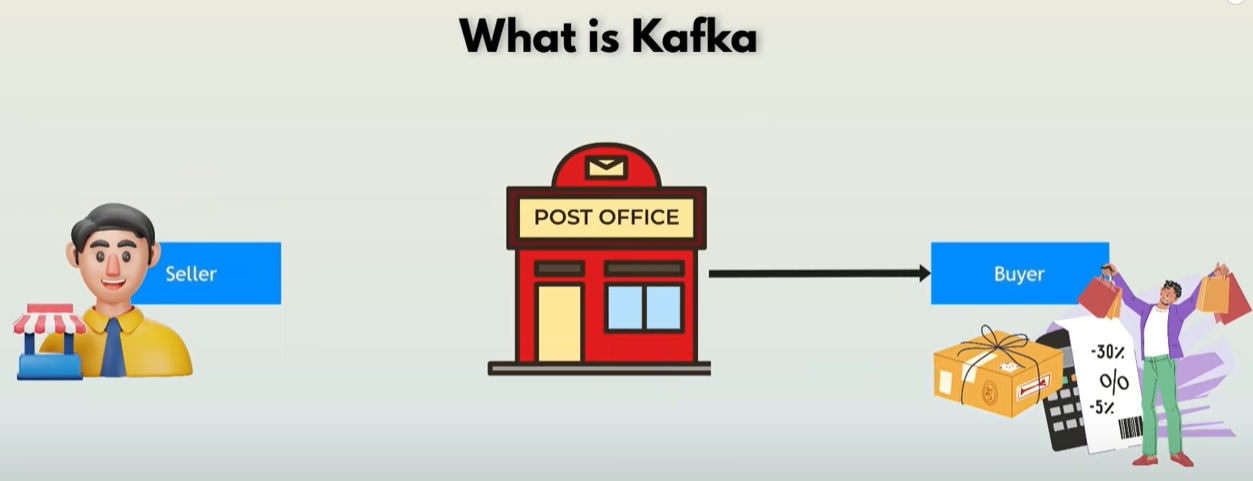 What is Kafka
POST OFFICE
Seller
Buyer
-30%
%
-5%